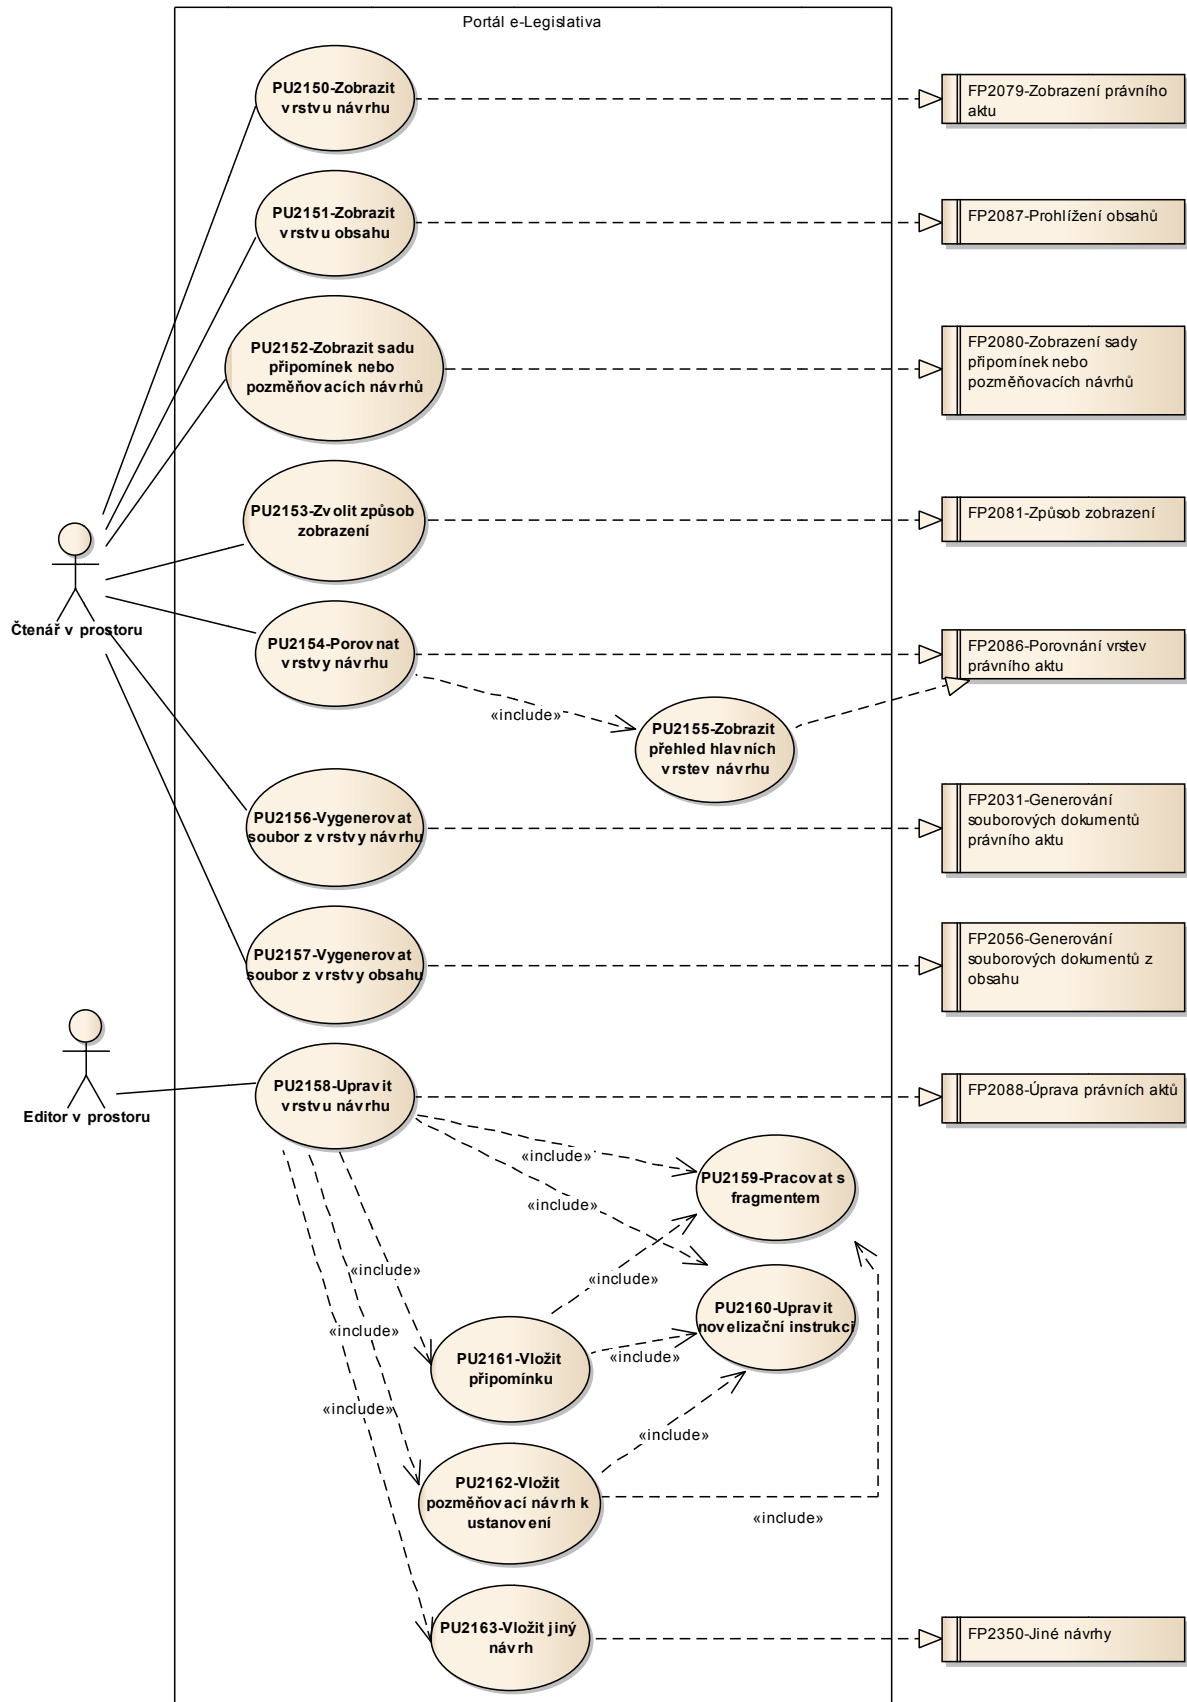 Portál e-Legislativa
PU2150-Zobrazit
vrstvu návrhu
FP2079-Zobrazení právního
aktu
PU2151-Zobrazit
vrstvu obsahu
FP2087-Prohlížení obsahů
PU2152-Zobrazit sadu
připomínek nebo
pozměňovacích návrhů
FP2080-Zobrazení sady
připomínek nebo
pozměňovacích návrhů
PU2153-Zvolit způsob
zobrazení
FP2081-Způsob zobrazení
Čtenář v prostoru
PU2154-Porovnat
vrstvy návrhu
FP2086-Porovnání vrstev
právního aktu
«include»
PU2155-Zobrazit
přehled hlavních
vrstev návrhu
PU2156-Vygenerovat
soubor z vrstvy návrhu
FP2031-Generování
souborových dokumentů
právního aktu
PU2157-Vygenerovat
soubor z vrstvy obsahu
FP2056-Generování
souborových dokumentů z
obsahu
Editor v prostoru
PU2158-Upravit
vrstvu návrhu
FP2088-Úprava právních aktů
«include»
PU2159-Pracovat s
fragmentem
«include»
«include»
«include»
PU2160-Upravit
novelizační instrukci
«include»
«include»
PU2161-Vložit
připomínku
«include»
«include»
PU2162-Vložit
pozměňovací návrh k
ustanovení
«include»
PU2163-Vložit jiný
návrh
FP2350-Jiné návrhy